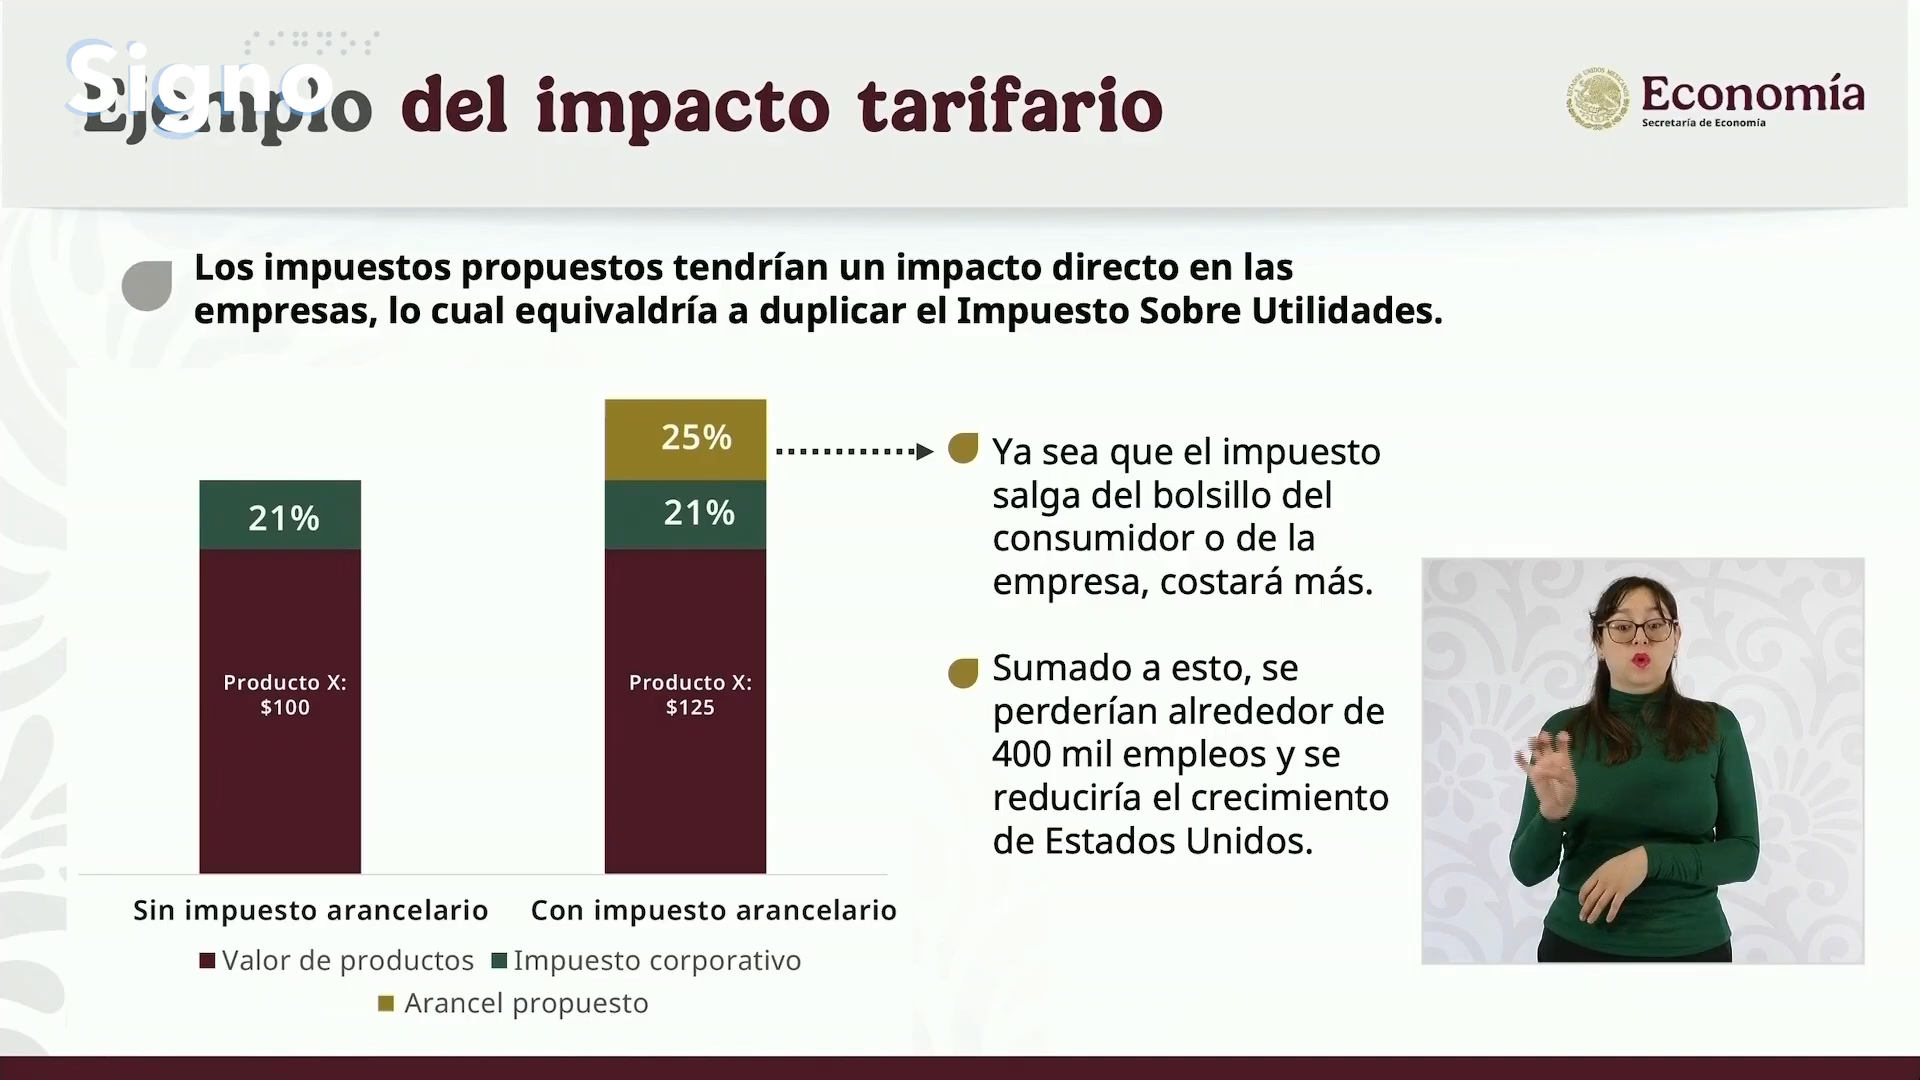 Signo
Ejemplo del impacto tarifario
Economía
Secretaría de Economía
Los impuestos propuestos tendrían un impacto directo en las
empresas, lo cual equivaldría a duplicar el Impuesto Sobre Utilidades.
25%
21%
21%
Producto X:
$100
Producto X:
$125
Sin impuesto arancelario
Con impuesto arancelario
Valor de productos
Impuesto corporativo
Arancel propuesto
Ya sea que el impuesto
salga del bolsillo del
consumidor o de la
empresa, costará más.
Sumado a esto, se
perderían alrededor de
400 mil empleos y se
reduciría el crecimiento
de Estados Unidos.